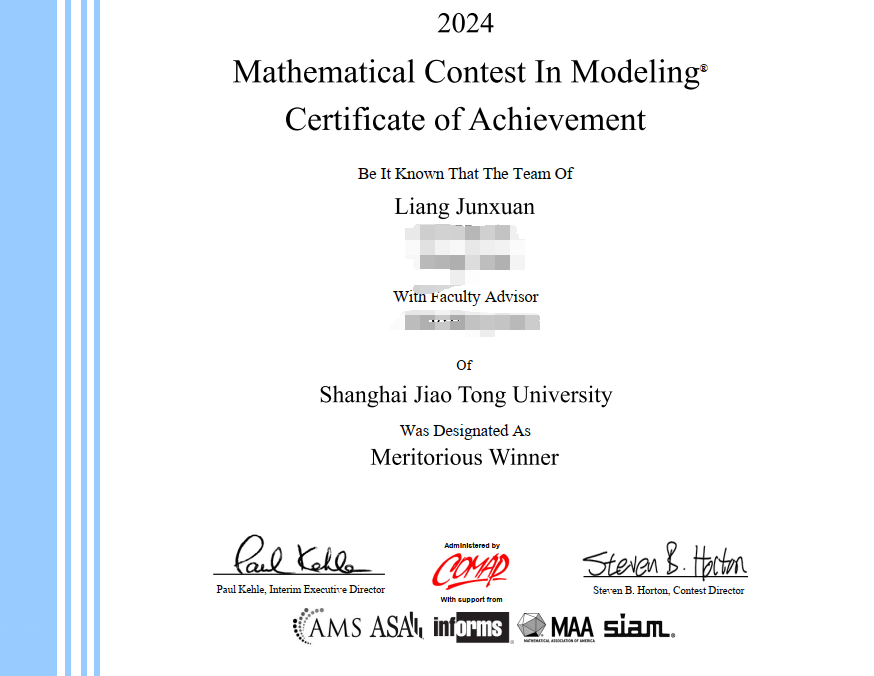 2024
Mathematical Contest In Modeling®
Certificate of Achievement
Be It Known That The Team Of
Liang Junxuan
With Faculty Advisor
Of
Shanghai Jiao Tong University
Was Designated As
Meritorious Winner
Paul Kehle
Administered by
COMAP
Steven B. Horton
Paul Kehle, Interim Executive Director
With support from
Steven B. Horton, Contest Director
AMS ASA informs MAA siam.
MATHEMATICAL ASSOCIATION OF AMERICA